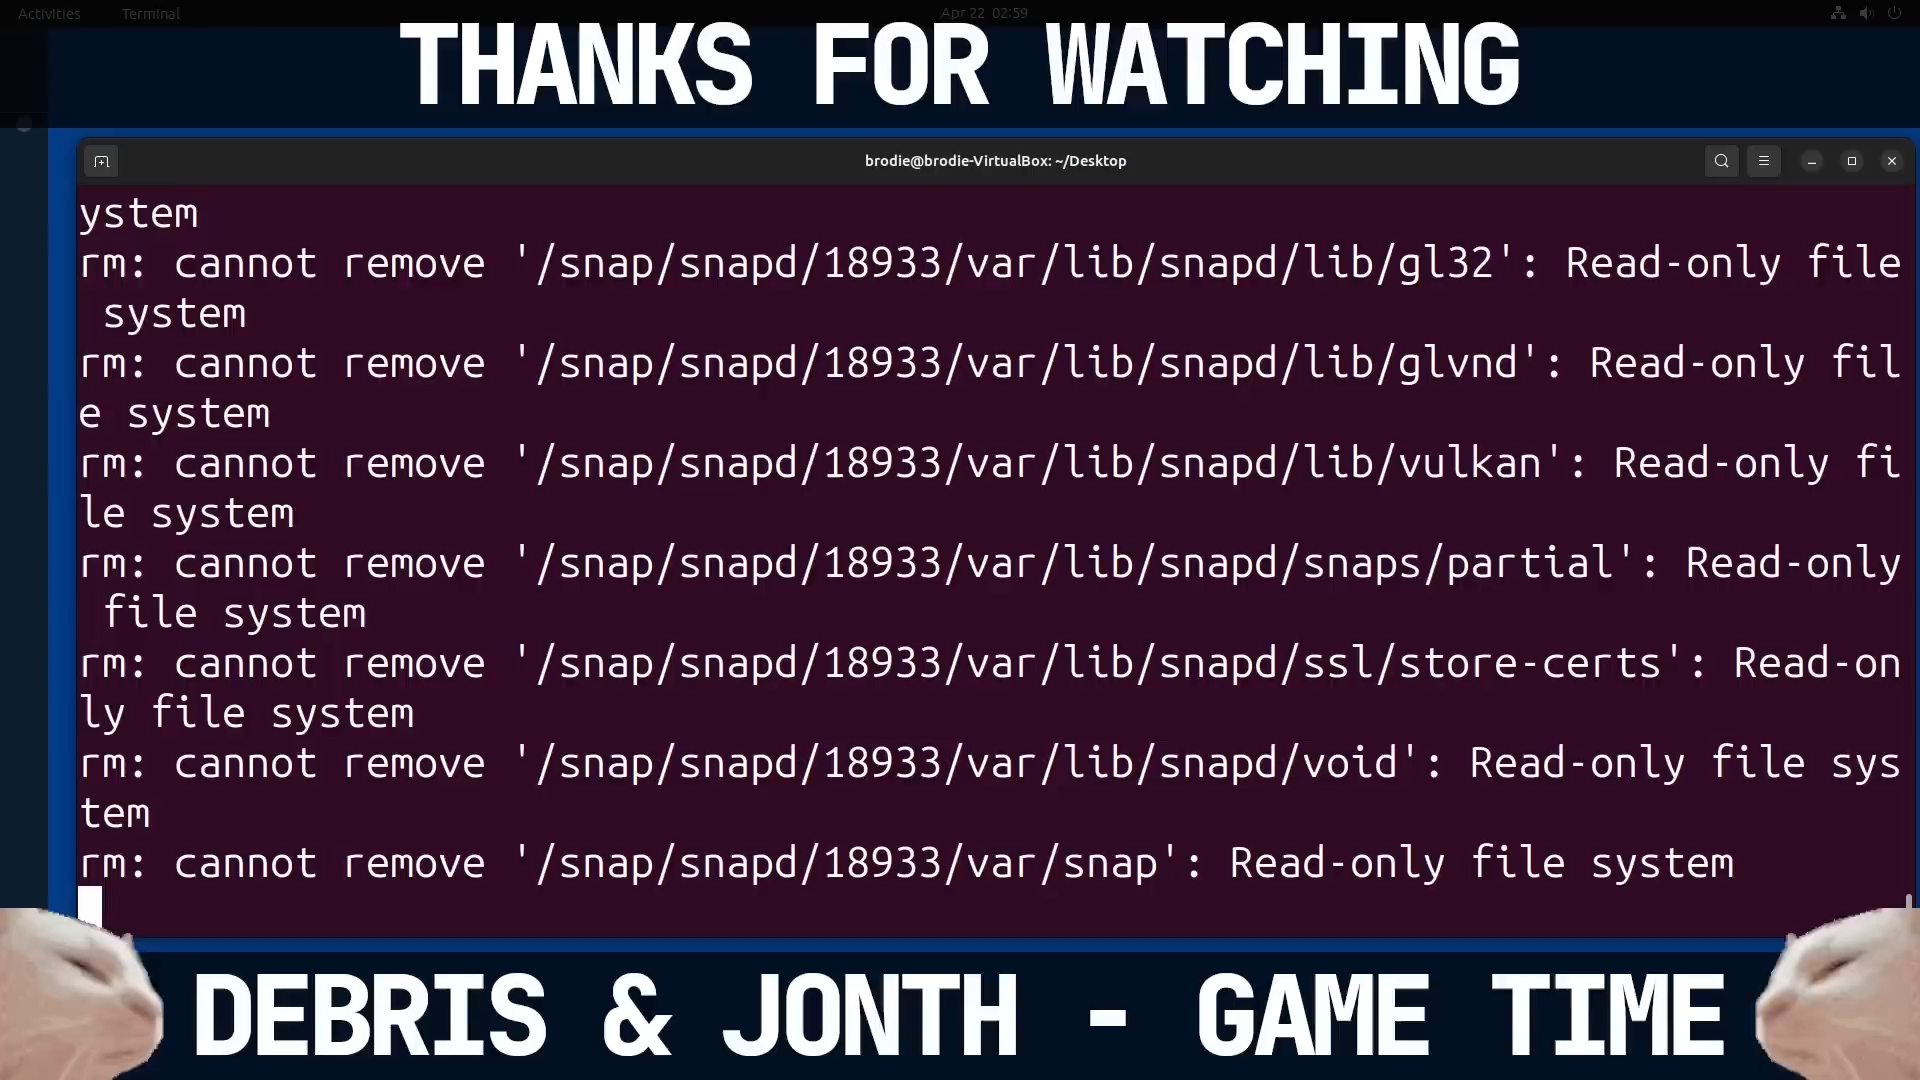 Activities Terminal Apr 22 02:59
THANKS FOR WATCHING
brodie@brodie-VirtualBox: ~/Desktop
ystem
rm: cannot remove '/snap/snapd/18933/var/lib/snapd/lib/gl32': Read-only file
 system
rm: cannot remove '/snap/snapd/18933/var/lib/snapd/lib/glvnd': Read-only fil
e system
rm: cannot remove '/snap/snapd/18933/var/lib/snapd/lib/vulkan': Read-only fi
le system
rm: cannot remove '/snap/snapd/18933/var/lib/snapd/snaps/partial': Read-only
 file system
rm: cannot remove '/snap/snapd/18933/var/lib/snapd/ssl/store-certs': Read-on
ly file system
rm: cannot remove '/snap/snapd/18933/var/lib/snapd/void': Read-only file sys
tem
rm: cannot remove '/snap/snapd/18933/var/snap': Read-only file system
DEBRIS & JONTH - GAME TIME